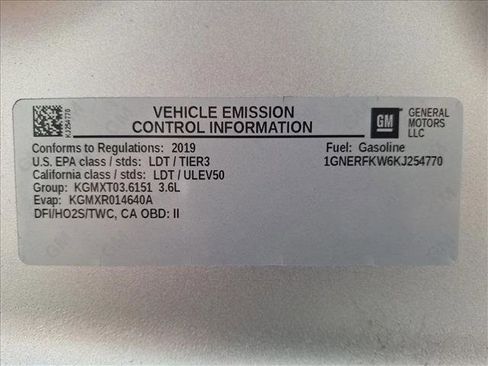 VEHICLE EMISSION
CONTROL INFORMATION
KJ254770
GM
GENERAL
MOTORS
LLC
Conforms to Regulations: 2019
U.S. EPA class / stds: LDT / TIER3
California class / stds: LDT / ULEV50
Group: KGMXT03.6151 3.6L
Evap: KGMXR014640A
DFI/HO2S/TWC, CA OBD: II
Fuel: Gasoline
1GNERFKW6KJ254770